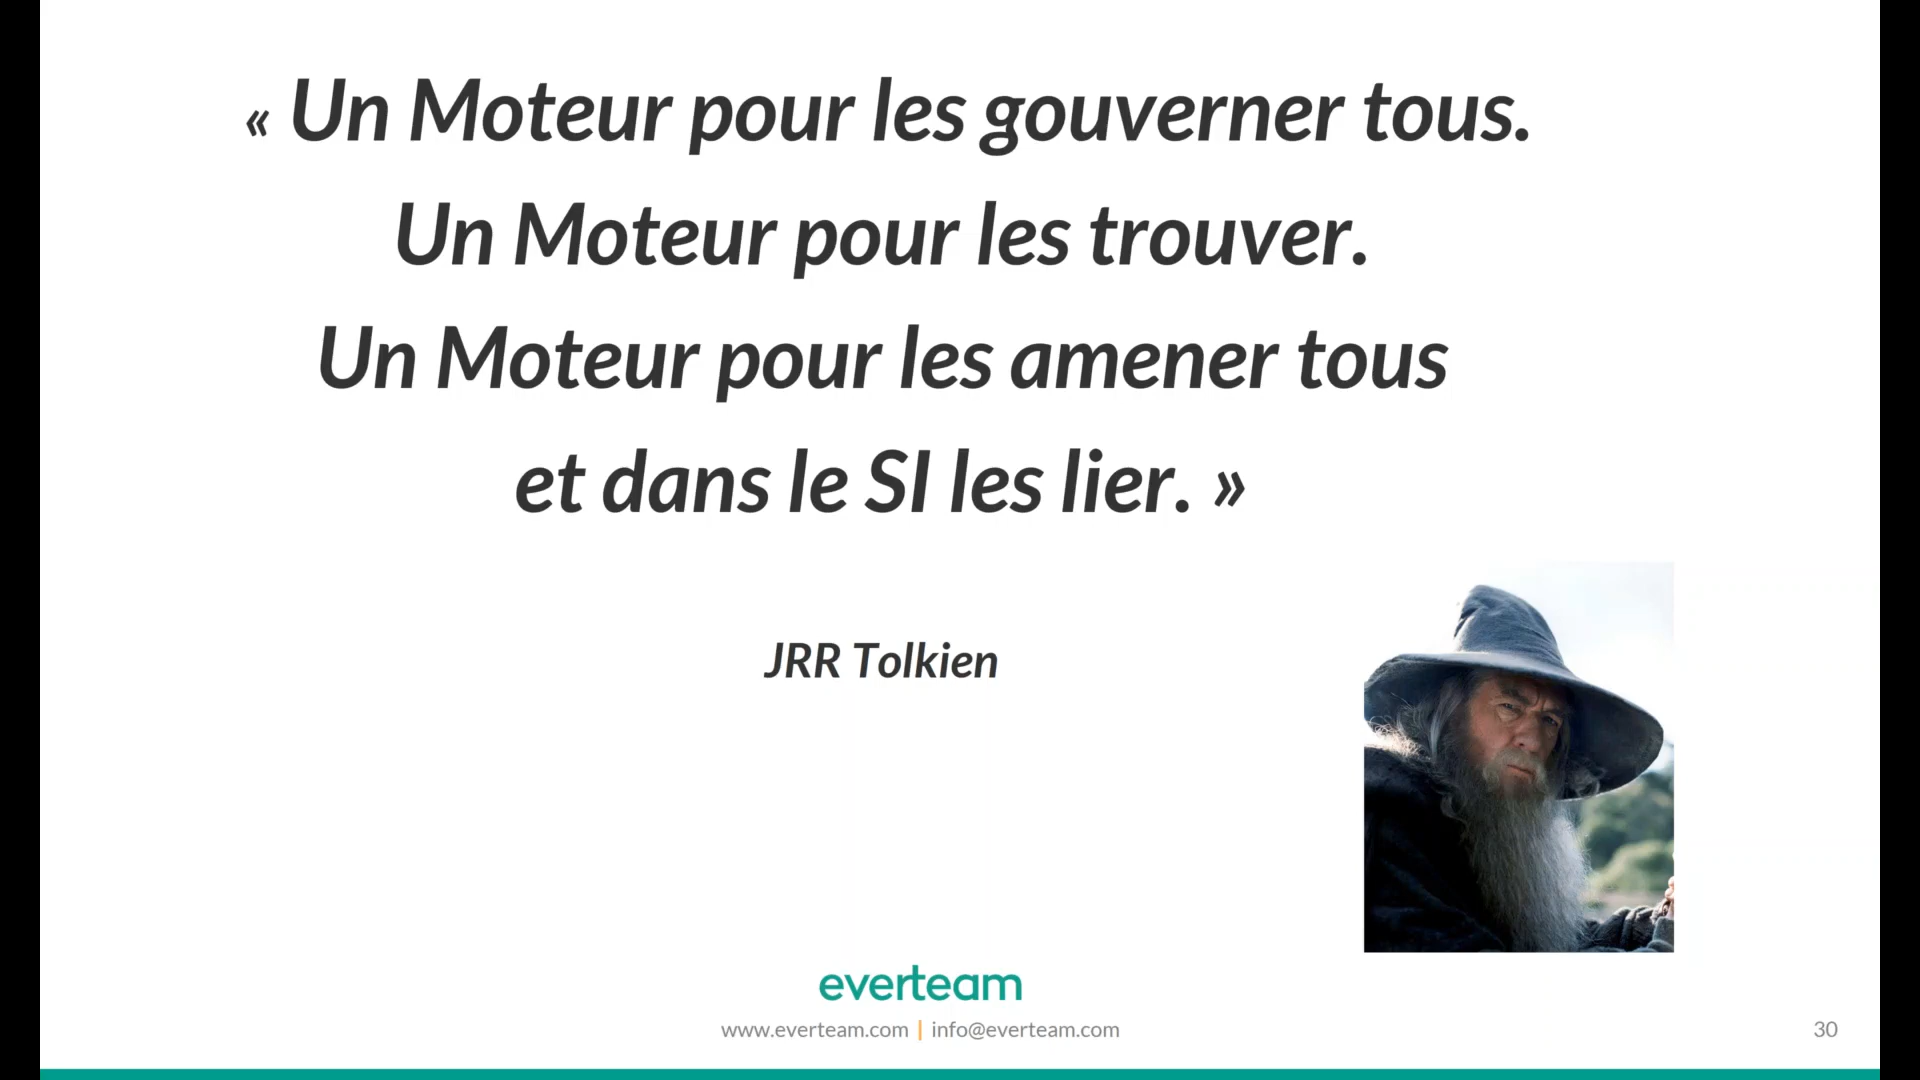 « Un Moteur pour les gouverner tous.
Un Moteur pour les trouver.
Un Moteur pour les amener tous
et dans le SI les lier. »
JRR Tolkien
everteam
www.everteam.com | info@everteam.com
30